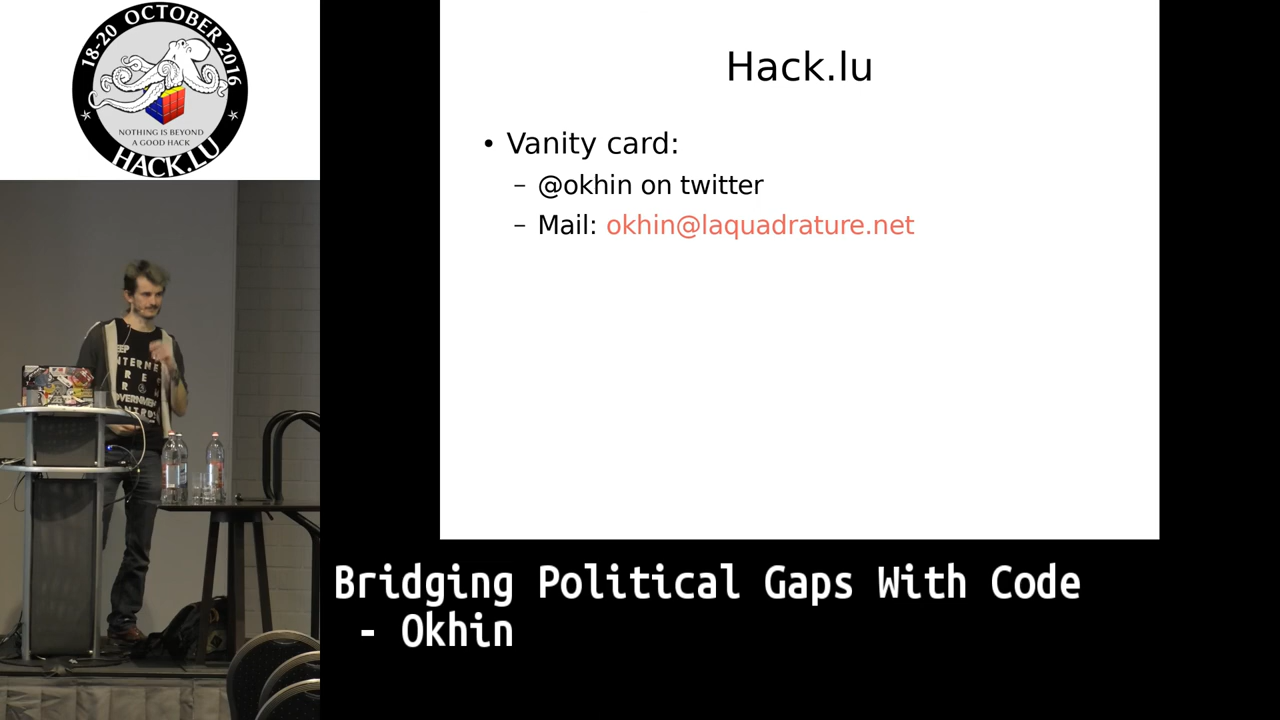 18-20 OCTOBER 2016
NOTHING IS BEYOND
A GOOD HACK
HACK.LU
Hack.lu
• Vanity card:
– @okhin on twitter
– Mail: okhin@laquadrature.net
Bridging Political Gaps With Code
- Okhin